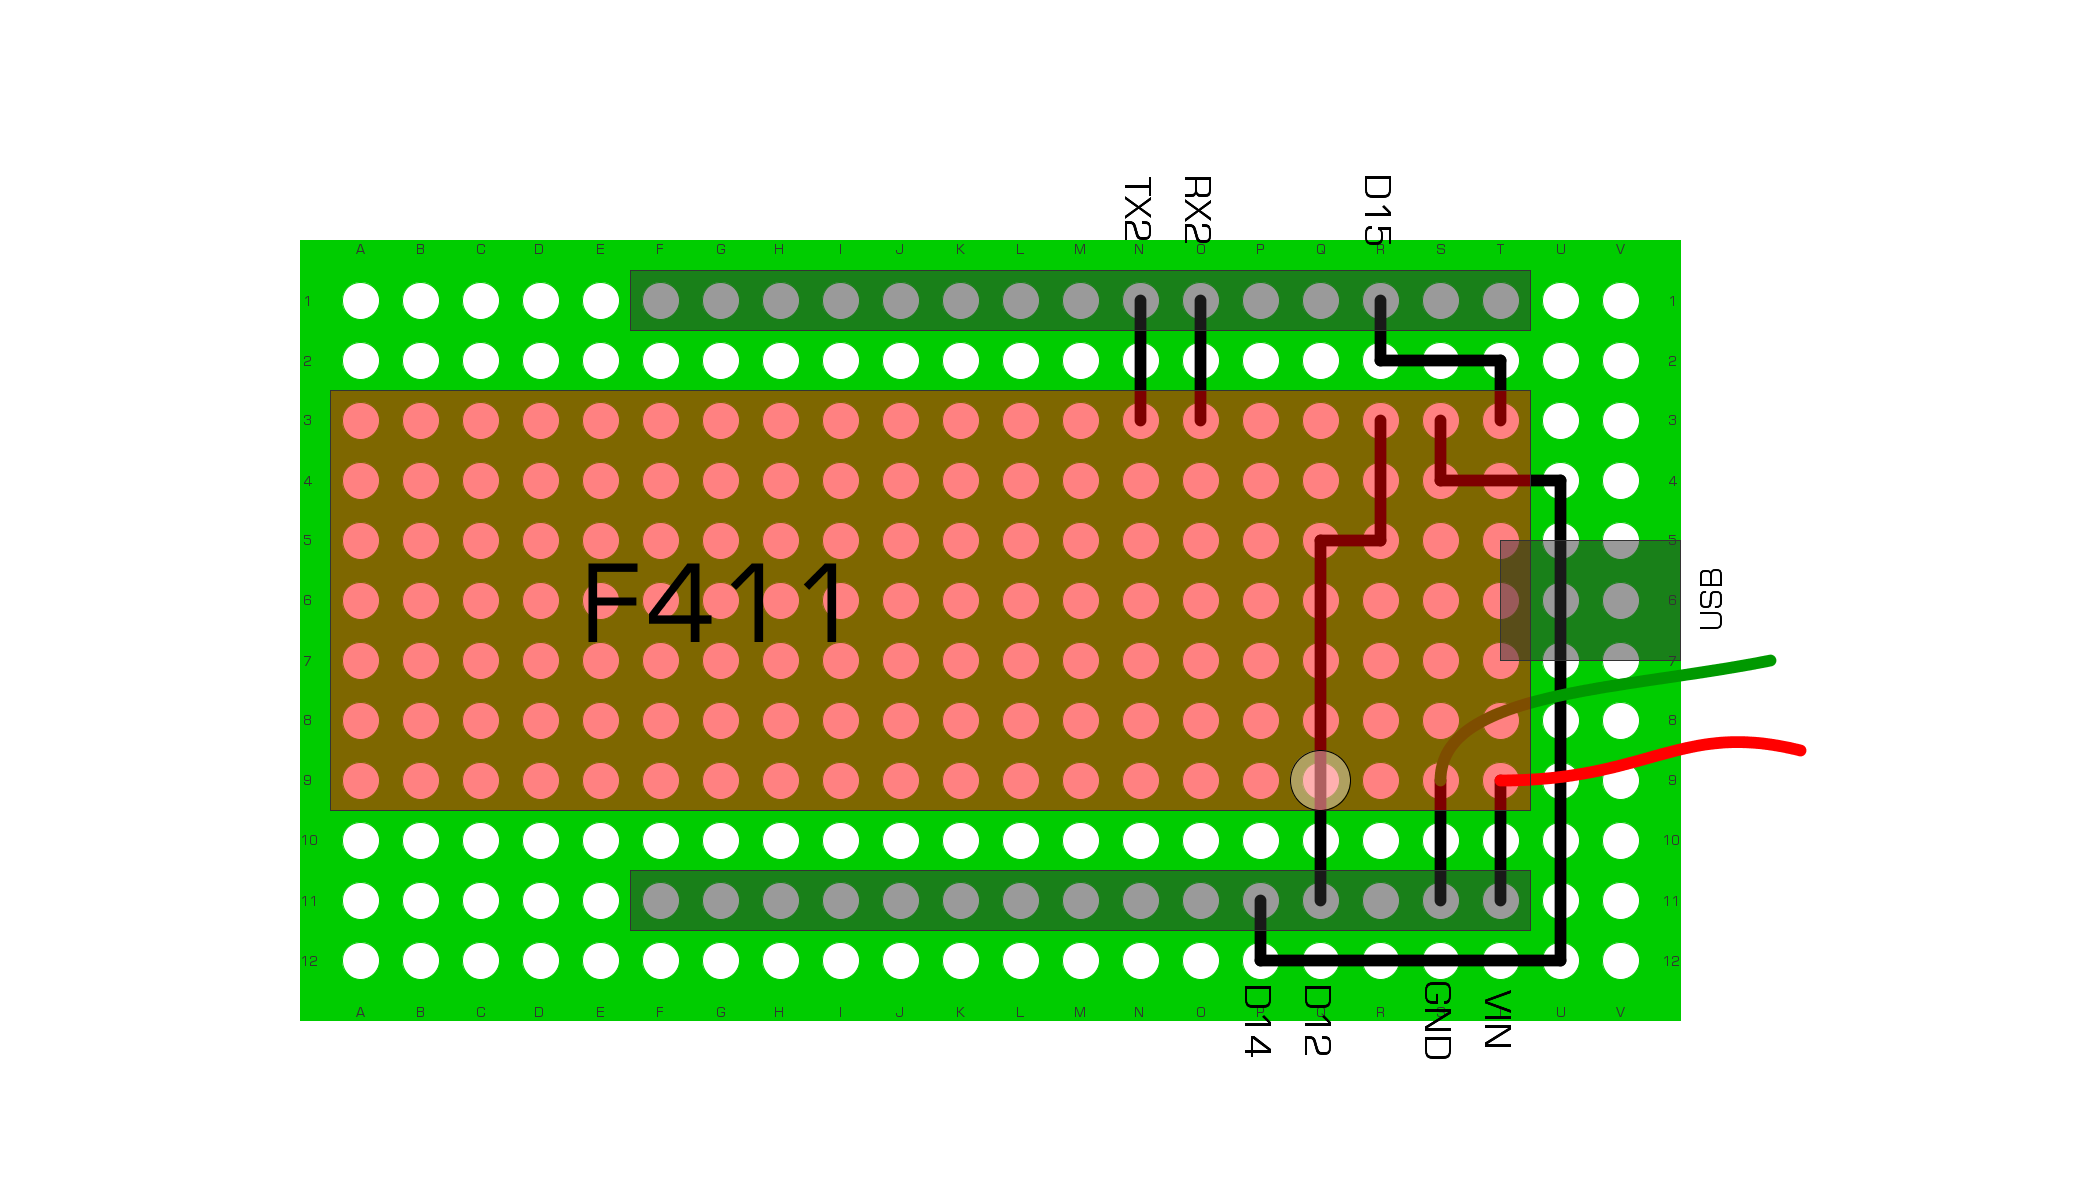 TX2 RX2 D15
A B C D E F G H I J K L M N O P Q R S T U V
1 1
2 2
3 3
4 4
5 5
F411
6 6
USB
7 7
8 8
9 9
10 10
11 11
12 12
A B C D E F G H I J K L M N O P Q R S T U V
D14 D12 GND VIN